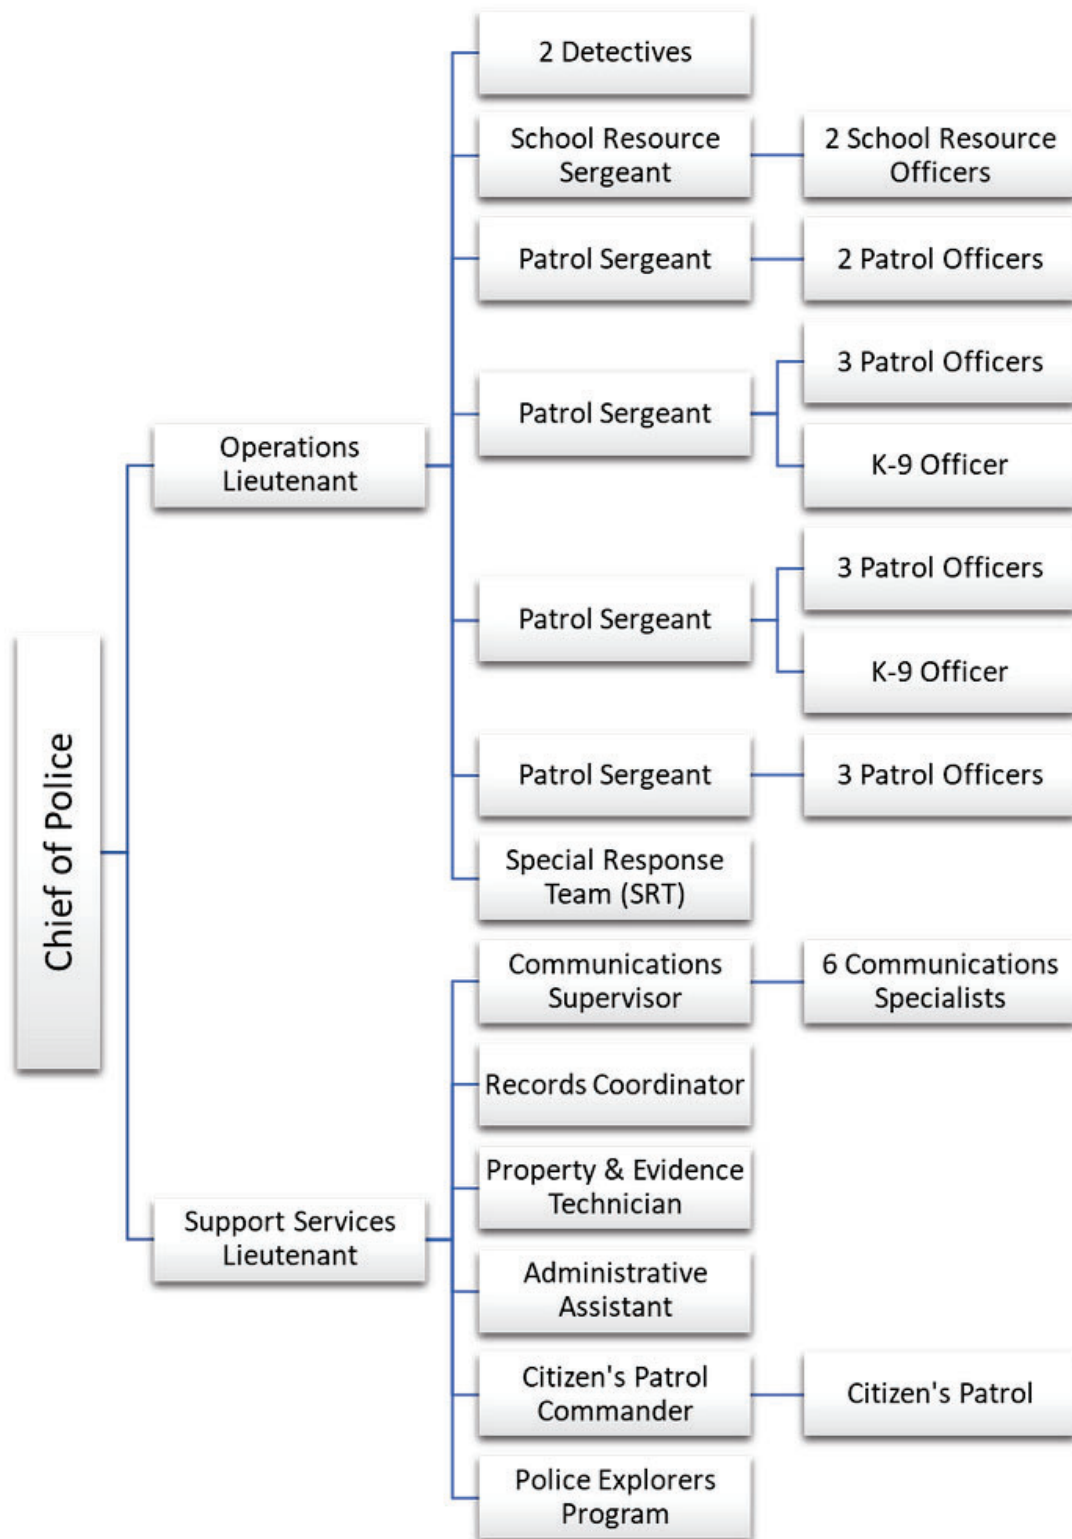 Chief of Police
Operations
Lieutenant
2 Detectives
School Resource
Sergeant
2 School Resource
Officers
Patrol Sergeant
2 Patrol Officers
Patrol Sergeant
3 Patrol Officers
K-9 Officer
Patrol Sergeant
3 Patrol Officers
K-9 Officer
Patrol Sergeant
3 Patrol Officers
Special Response
Team (SRT)
Support Services
Lieutenant
Communications
Supervisor
6 Communications
Specialists
Records Coordinator
Property & Evidence
Technician
Administrative
Assistant
Citizen's Patrol
Commander
Citizen's Patrol
Police Explorers
Program